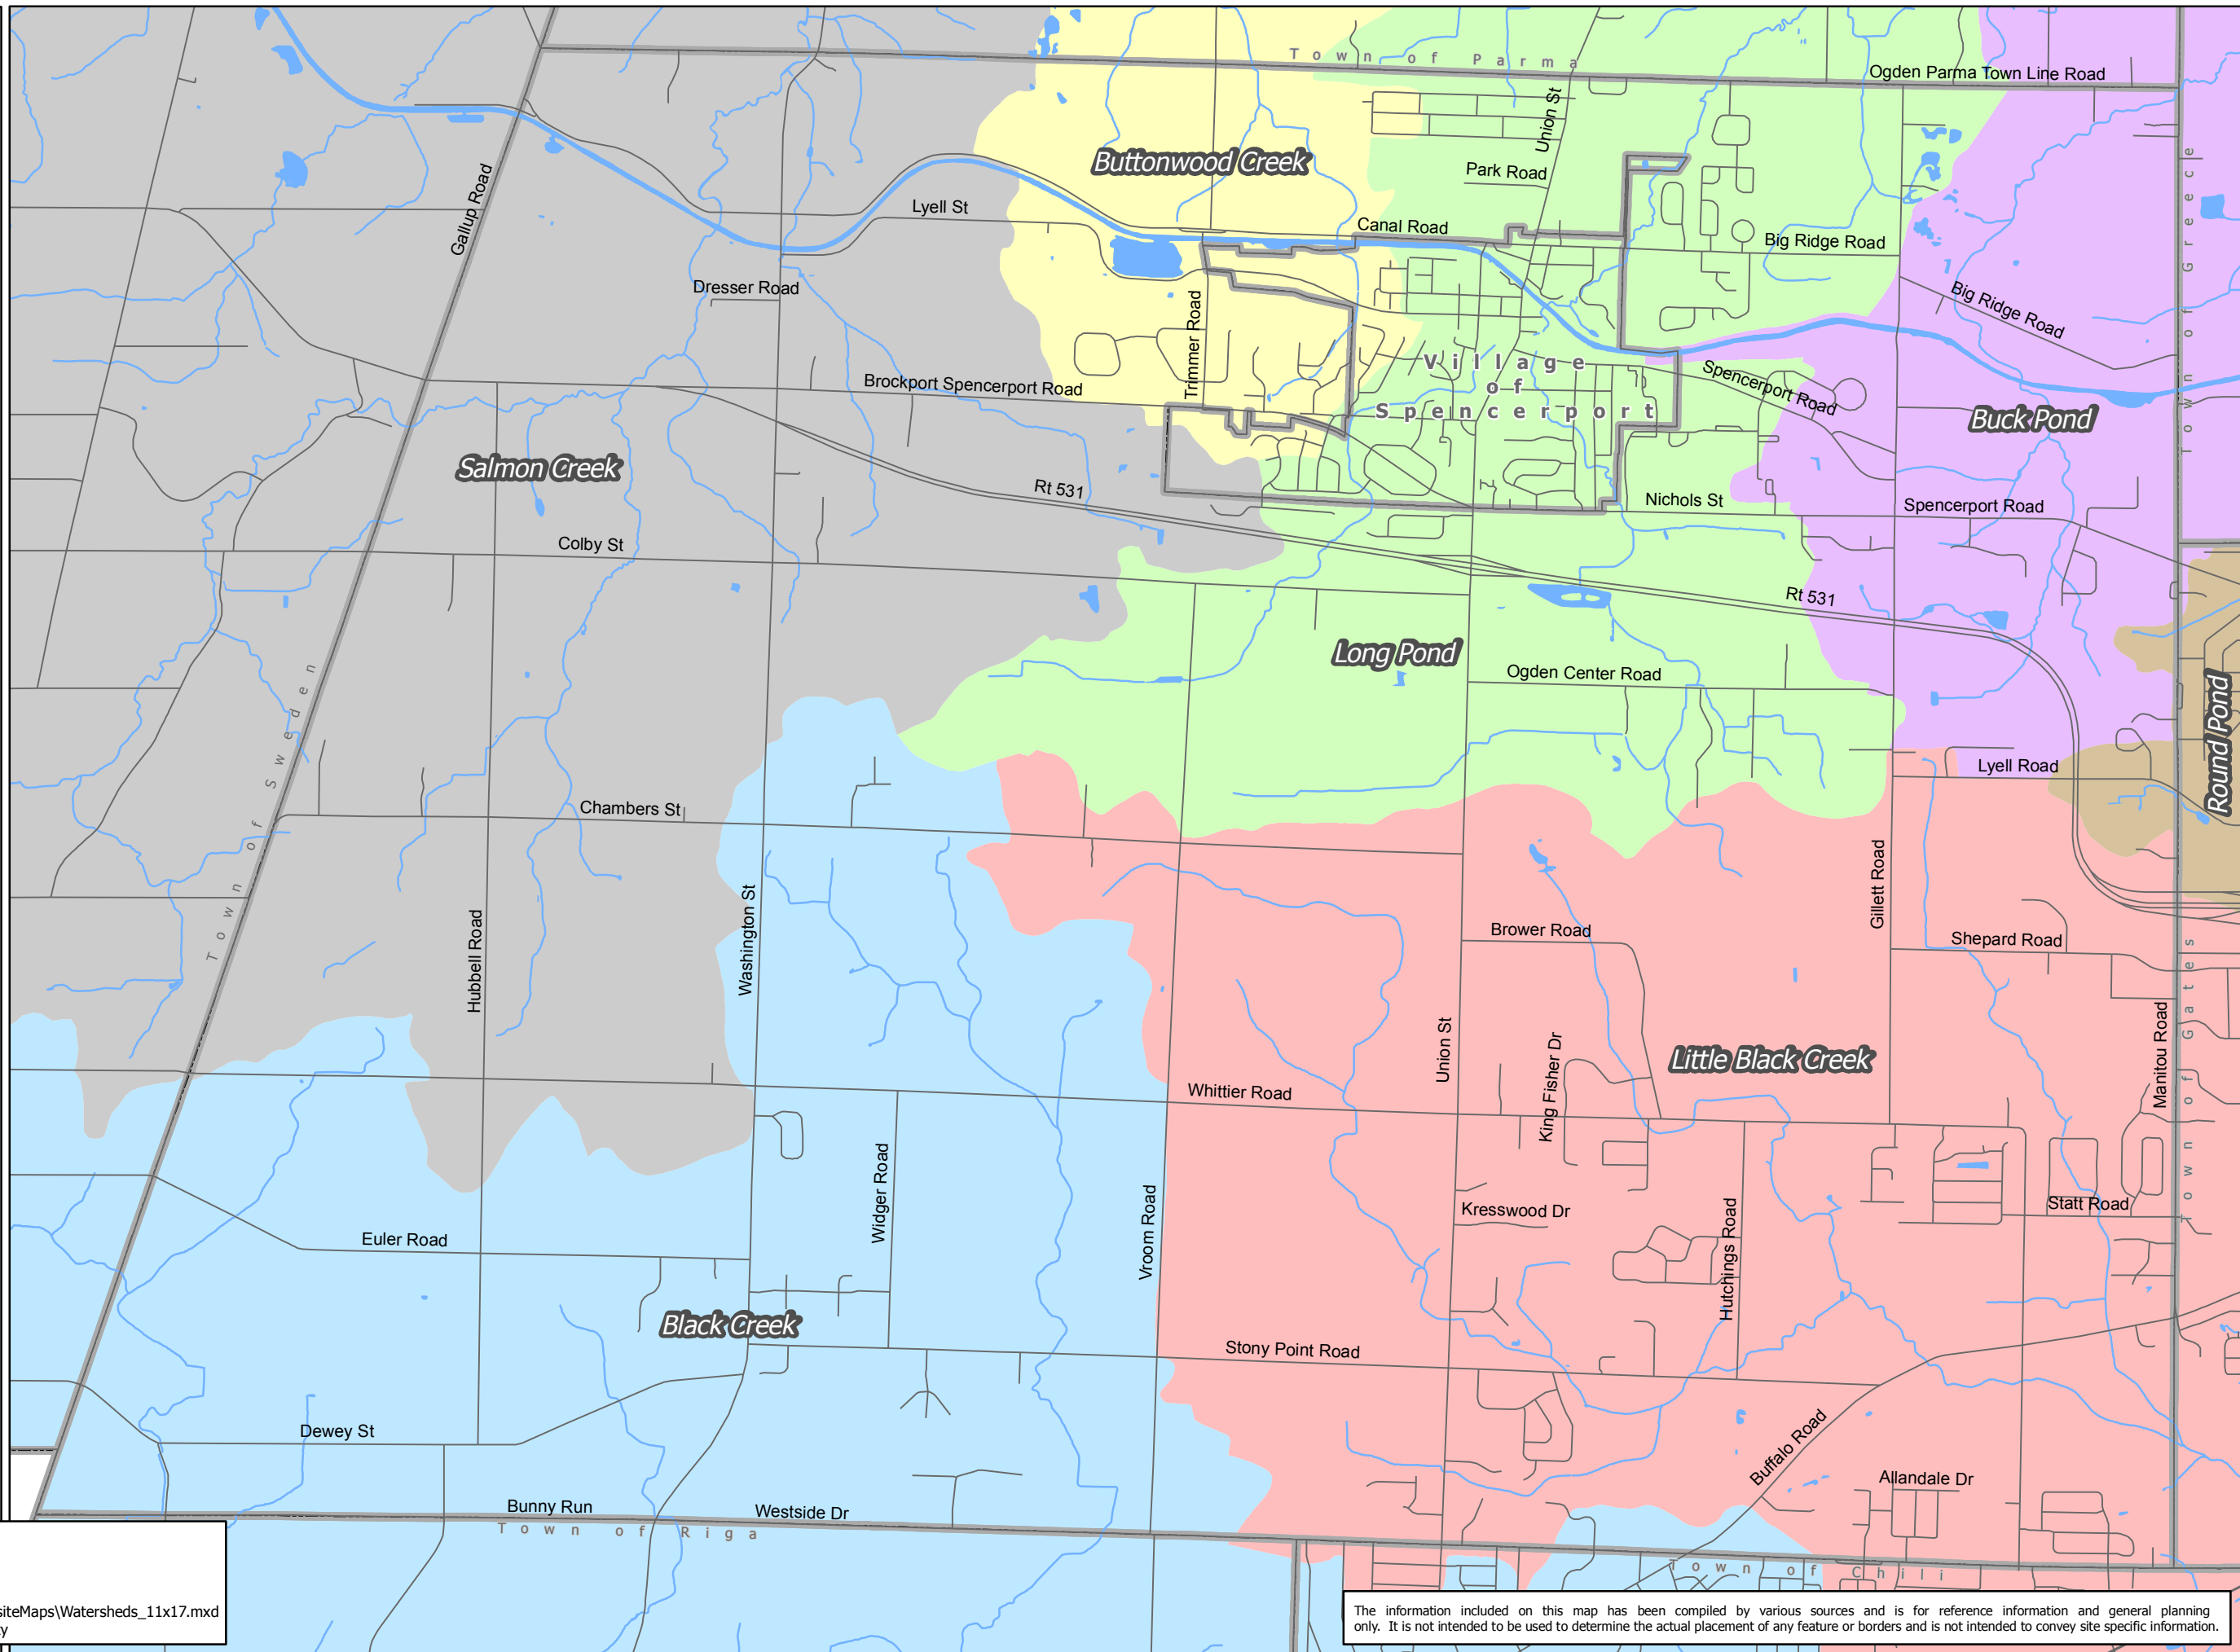 Town of Parma
Ogden Parma Town Line Road
Union St
Buttonwood Creek
Park Road
Town of Greece
Gallup Road
Lyell St
Canal Road
Big Ridge Road
Dresser Road
Trimmer Road
Big Ridge Road
Village
of
Spencerport
Brockport Spencerport Road
Spencerport Road
Buck Pond
Salmon Creek
Rt 531
Nichols St
Spencerport Road
Colby St
Rt 531
Long Pond
Ogden Center Road
Town of Sweden
Round Pond
Lyell Road
Chambers St
Gillett Road
Hubbell Road
Washington St
Brower Road
Shepard Road
Town of Gates
Manitou Road
Union St
King Fisher Dr
Little Black Creek
Whittier Road
Widger Road
Vroom Road
Kresswood Dr
Hutchings Road
Statt Road
Euler Road
Black Creek
Stony Point Road
Dewey St
Buffalo Road
Allandale Dr
Bunny Run
Westside Dr
Town of Riga
Town of Chili
siteMaps\Watersheds_11x17.mxd
ty
The information included on this map has been compiled by various sources and is for reference information and general planning
only. It is not intended to be used to determine the actual placement of any feature or borders and is not intended to convey site specific information.